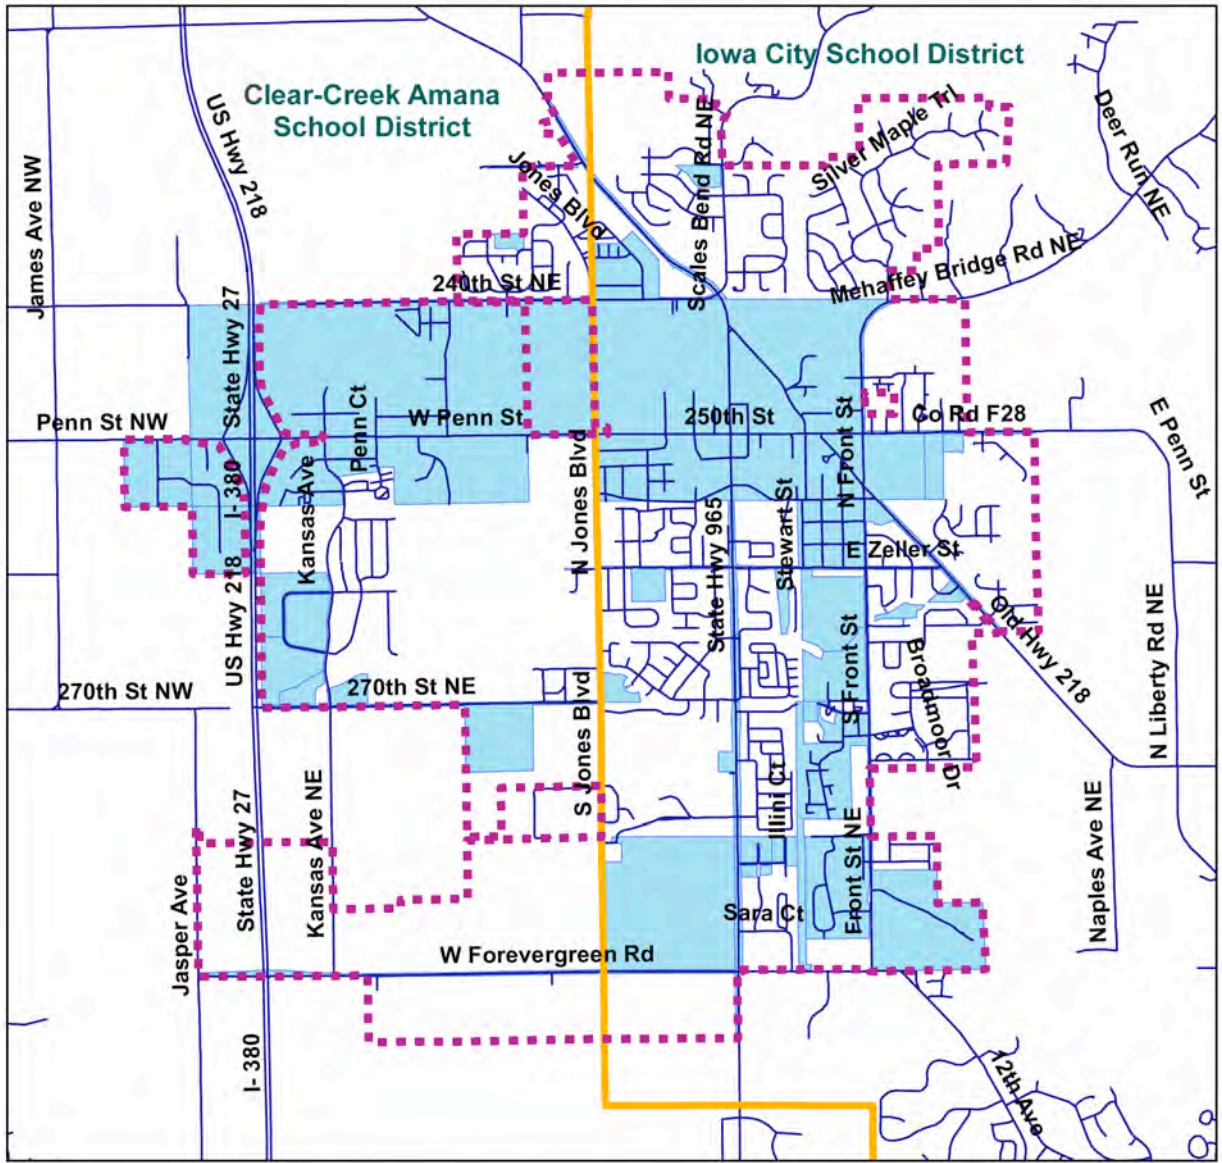 Iowa City School District
Clear-Creek Amana
School District
US Hwy 218
Scales Bend Rd NE
Silver Maple Trl
Deer Run NE
James Ave NW
Jones Blvd
240th St NE
Mehaffey Bridge Rd NE
State Hwy 27
Penn St NW
Penn Ct
W Penn St
250th St
N Front St
Co Rd F28
E Penn St
I- 380
Kansas Ave
N Jones Blvd
State Hwy 965
Stewart St
E Zeller St
US Hwy 218
Old Hwy 218
N Liberty Rd NE
270th St NW
270th St NE
S Jones Blvd
S Front St
Broadmoor Dr
State Hwy 27
Kansas Ave NE
Illini Ct
Front St NE
Naples Ave NE
Jasper Ave
Sara Ct
W Forevergreen Rd
I- 380
12th Ave